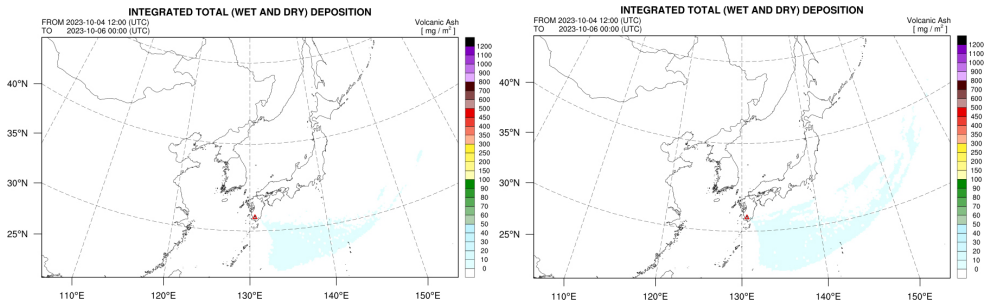 INTEGRATED TOTAL (WET AND DRY) DEPOSITION
FROM 2023-10-04 12:00 (UTC)
TO 2023-10-06 00:00 (UTC)
Volcanic Ash
[ mg / m² ]
40°N
35°N
30°N
25°N
110°E
120°E
130°E
140°E
150°E
1200
1100
1000
900
800
700
600
500
450
400
350
300
250
200
150
100
90
80
70
60
50
40
30
20
10
0
INTEGRATED TOTAL (WET AND DRY) DEPOSITION
FROM 2023-10-04 12:00 (UTC)
TO 2023-10-06 00:00 (UTC)
Volcanic Ash
[ mg / m² ]
40°N
35°N
30°N
25°N
110°E
120°E
130°E
140°E
150°E
1200
1100
1000
900
800
700
600
500
450
400
350
300
250
200
150
100
90
80
70
60
50
40
30
20
10
0